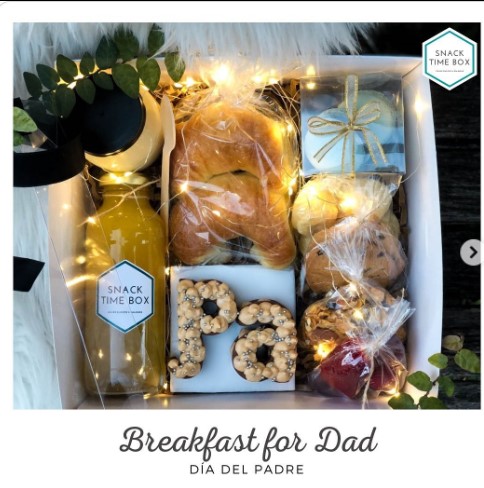 SNACK
TIME BOX
SNACK
TIME BOX
Pa
Breakfast for Dad
DÍA DEL PADRE